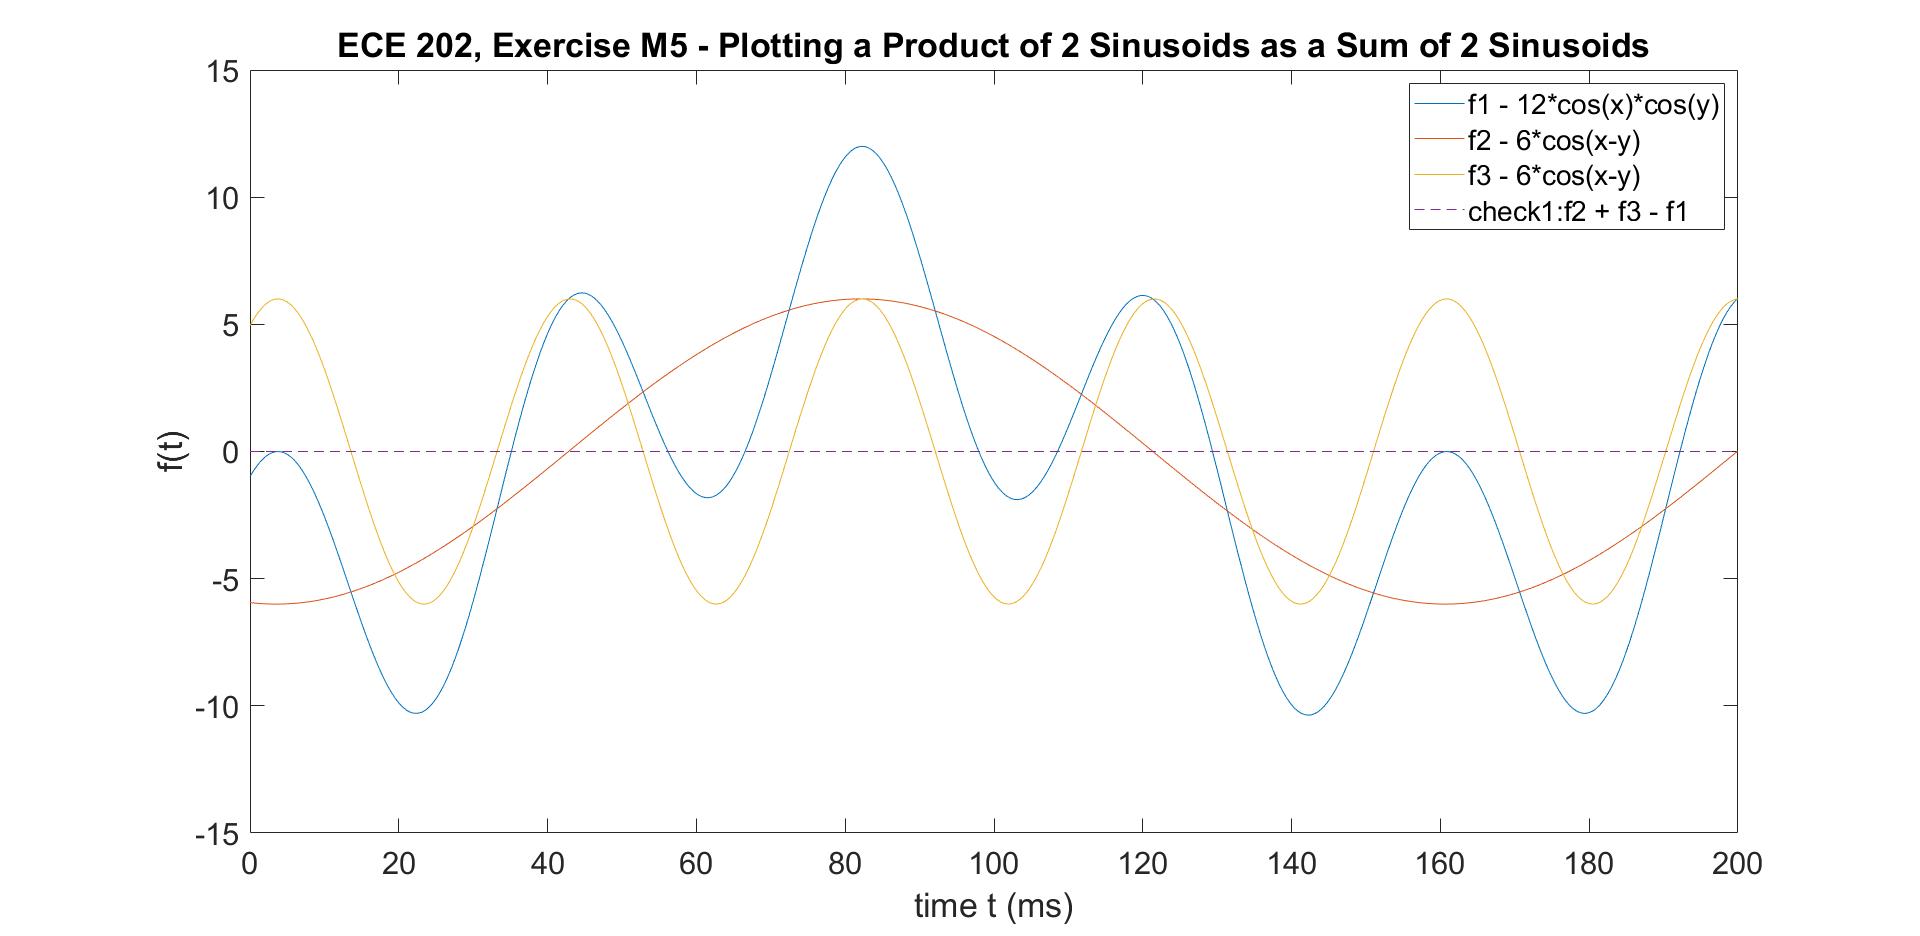 ECE 202, Exercise M5 - Plotting a Product of 2 Sinusoids as a Sum of 2 Sinusoids
f1 - 12*cos(x)*cos(y)
f2 - 6*cos(x-y)
f3 - 6*cos(x-y)
check1:f2 + f3 - f1
15
10
5
0
-5
-10
-15
f(t)
0 20 40 60 80 100 120 140 160 180 200
time t (ms)